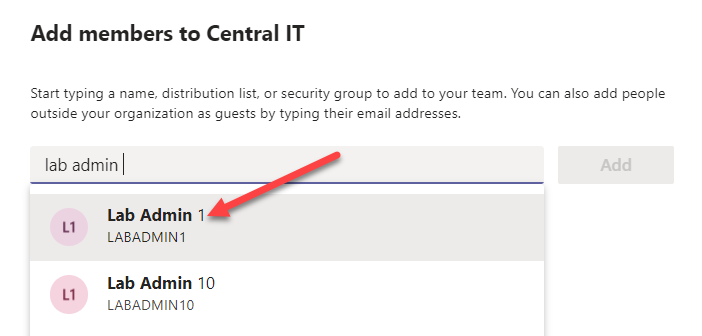 Add members to Central IT
Start typing a name, distribution list, or security group to add to your team. You can also add people
outside your organization as guests by typing their email addresses.
lab admin
Add
L1
Lab Admin 1
LABADMIN1
L1
Lab Admin 10
LABADMIN10